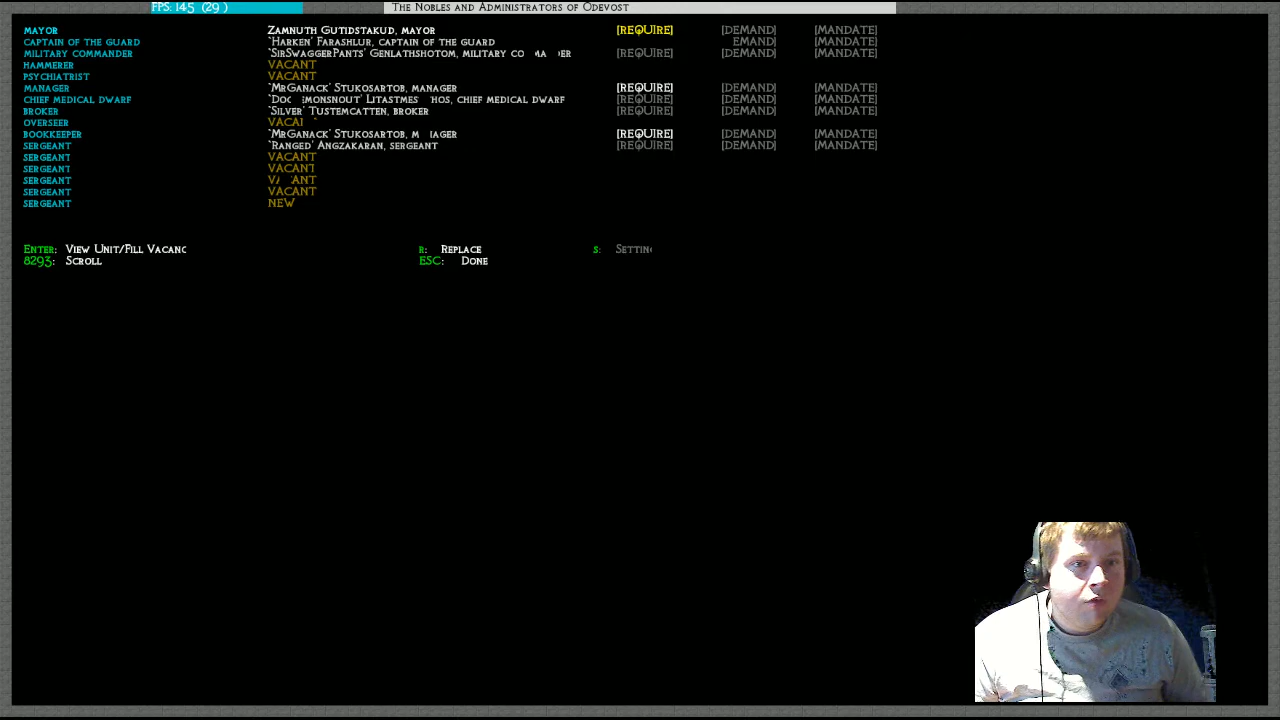 FPS: 145 (29) The Nobles and Administrators of Odevost
MAYOR Zamnuth Gutidstakud, mayor [REQUIRE] [DEMAND] [MANDATE]
CAPTAIN OF THE GUARD `Harken' Farashlur, captain of the guard EMAND] [MANDATE]
MILITARY COMMANDER `SirSwaggerPants' Genlathshotom, military [REQUIRE] [DEMAND] [MANDATE]
HAMMERER VACANT
PSYCHIATRIST VACANT
MANAGER `MrGanack' Stukosartob, manager [REQUIRE] [DEMAND] [MANDATE]
CHIEF MEDICAL DWARF chief medical dwarf [REQUIRE] [DEMAND] [MANDATE]
BROKER `Silver' Tustemcatten, broker [REQUIRE] [DEMAND] [MANDATE]
OVERSEER
BOOKKEEPER `MrGanack' Stukosartob, [REQUIRE] [DEMAND] [MANDATE]
SERGEANT `Ranged' Angzakaran, sergeant [REQUIRE] [DEMAND] [MANDATE]
SERGEANT VACANT
SERGEANT VACANT
SERGEANT
SERGEANT VACANT
SERGEANT NEW
Enter: View Unit/Fill r: Replace s:
8293: Scroll ESC: Done